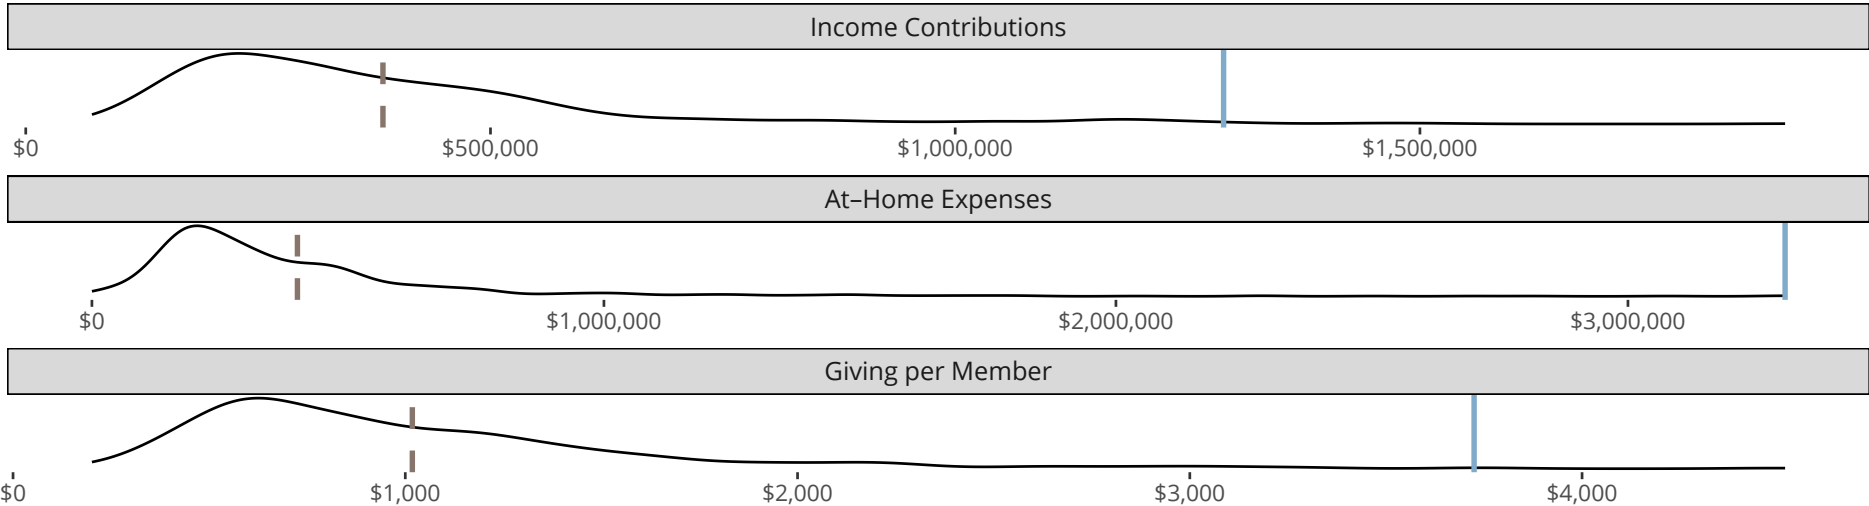 Income Contributions
$0 $500,000 $1,000,000 $1,500,000
At–Home Expenses
$0 $1,000,000 $2,000,000 $3,000,000
Giving per Member
$0 $1,000 $2,000 $3,000 $4,000